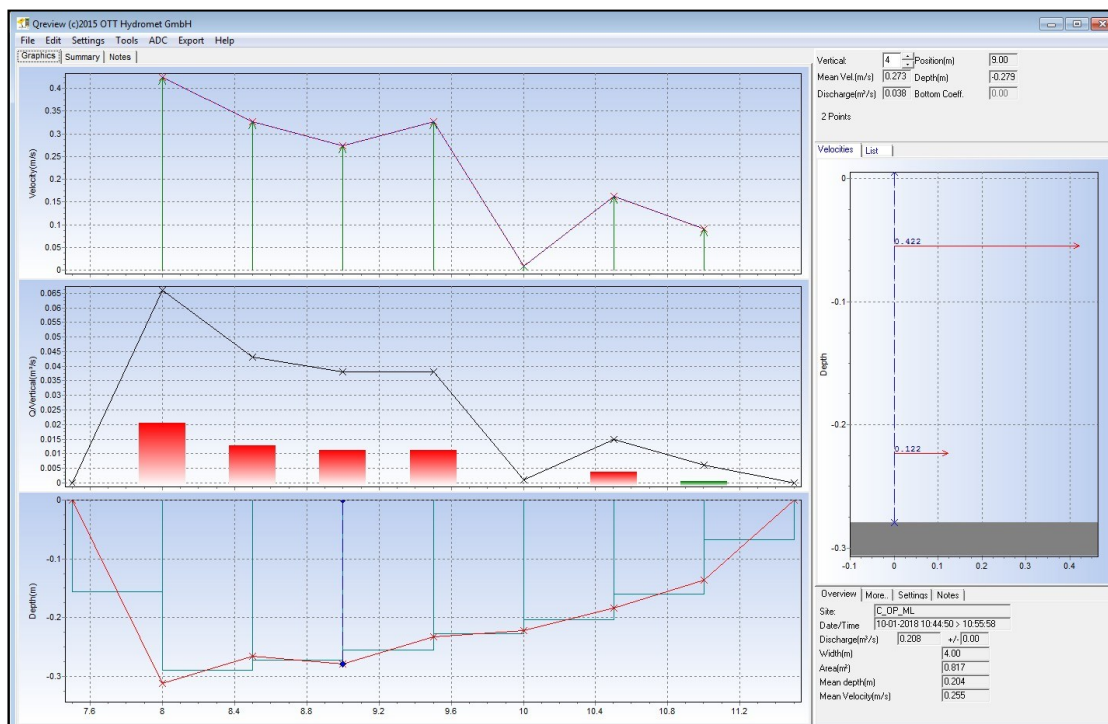 Qreview (c)2015 OTT Hydromet GmbH
File Edit Settings Tools ADC Export Help
Graphics Summary Notes
0.4
0.35
0.3
0.25
0.2
0.15
0.1
0.05
0
Velocity(m/s)
0.065
0.06
0.055
0.05
0.045
0.04
0.035
0.03
0.025
0.02
0.015
0.01
0.005
0
Q/Vertical(m³/s)
0
-0.1
-0.2
-0.3
Depth(m)
7.6 8 8.4 8.8 9.2 9.6 10 10.4 10.8 11.2
Vertical: 4 Position(m) 9.00
Mean Vel.(m/s) 0.273 Depth(m) -0.279
Discharge(m³/s) 0.038 Bottom Coeff. 0.00
2 Points
Velocities List
0
-0.1
-0.2
-0.3
Depth
0.422
0.122
-0.1 0 0.1 0.2 0.3 0.4
Overview More.. Settings Notes
Site: C_OP_ML
Date/Time 10-01-2018 10:44:50 > 10:55:58
Discharge(m³/s) 0.208 +/- 0.00
Width(m) 4.00
Area(m²) 0.817
Mean depth(m) 0.204
Mean Velocity(m/s) 0.255